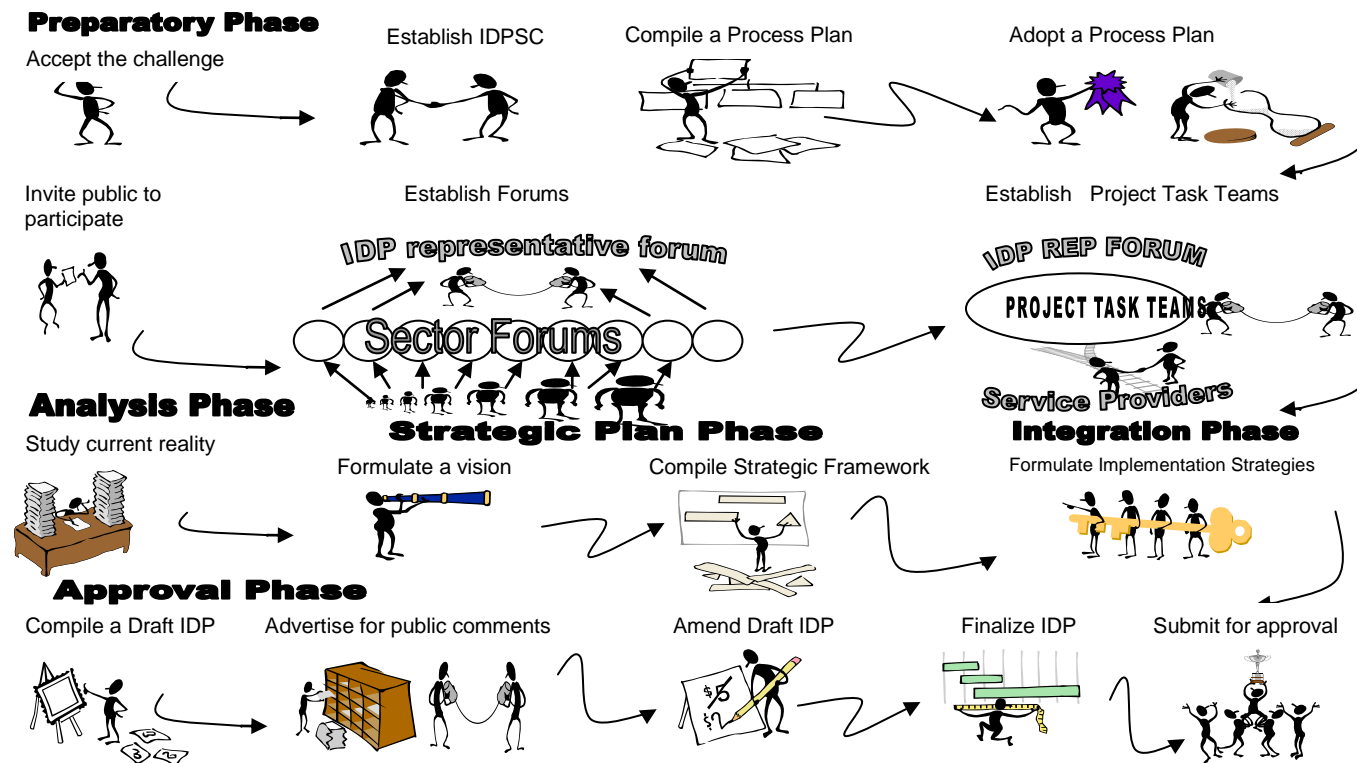 Preparatory Phase
Accept the challenge
Establish IDPSC
Compile a Process Plan
Adopt a Process Plan
Invite public to
participate
Establish Forums
Establish Project Task Teams
IDP representative forum
Sector Forums
IDP REP FORUM
PROJECT TASK TEAMS
Service Providers
Analysis Phase
Study current reality
Strategic Plan Phase
Formulate a vision
Compile Strategic Framework
Integration Phase
Formulate Implementation Strategies
Approval Phase
Compile a Draft IDP
Advertise for public comments
Amend Draft IDP
$5
Finalize IDP
Submit for approval